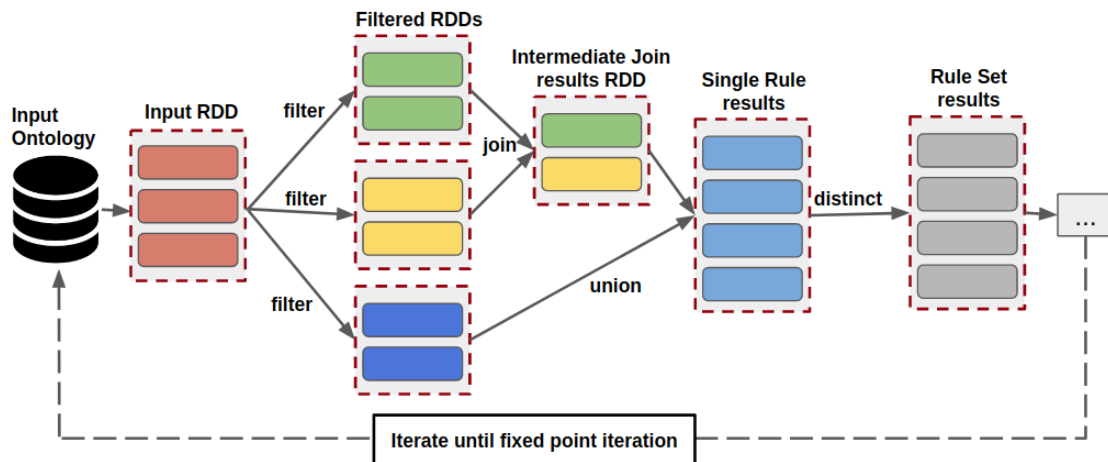 Input
Ontology
Input RDD
filter
filter
filter
Filtered RDDs
join
Intermediate Join
results RDD
union
Single Rule
results
distinct
Rule Set
results
...
Iterate until fixed point iteration